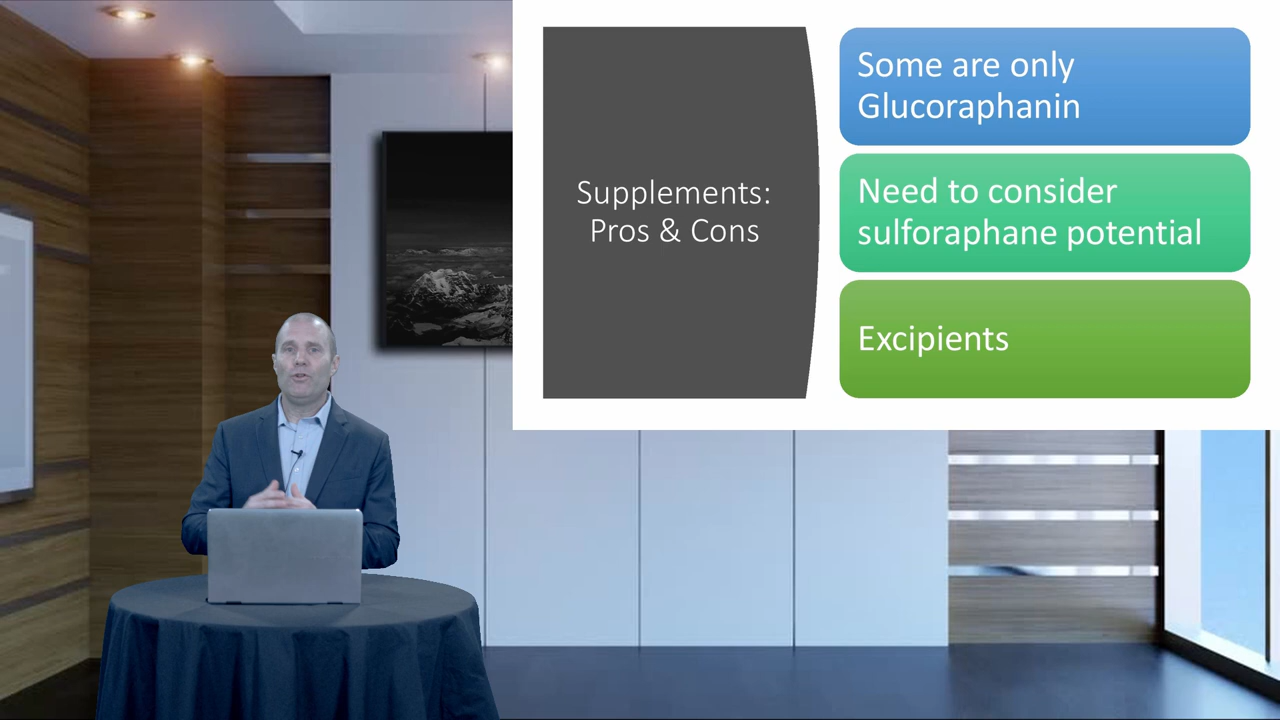 Supplements:
Pros & Cons
Some are only
Glucoraphanin
Need to consider
sulforaphane potential
Excipients